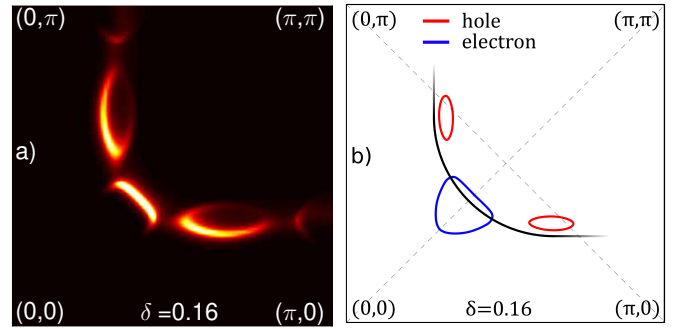 (0,π)
(π,π)
a)
(0,0)
δ =0.16
(π,0)
(0,π)
hole
electron
(π,π)
b)
(0,0)
δ=0.16
(π,0)